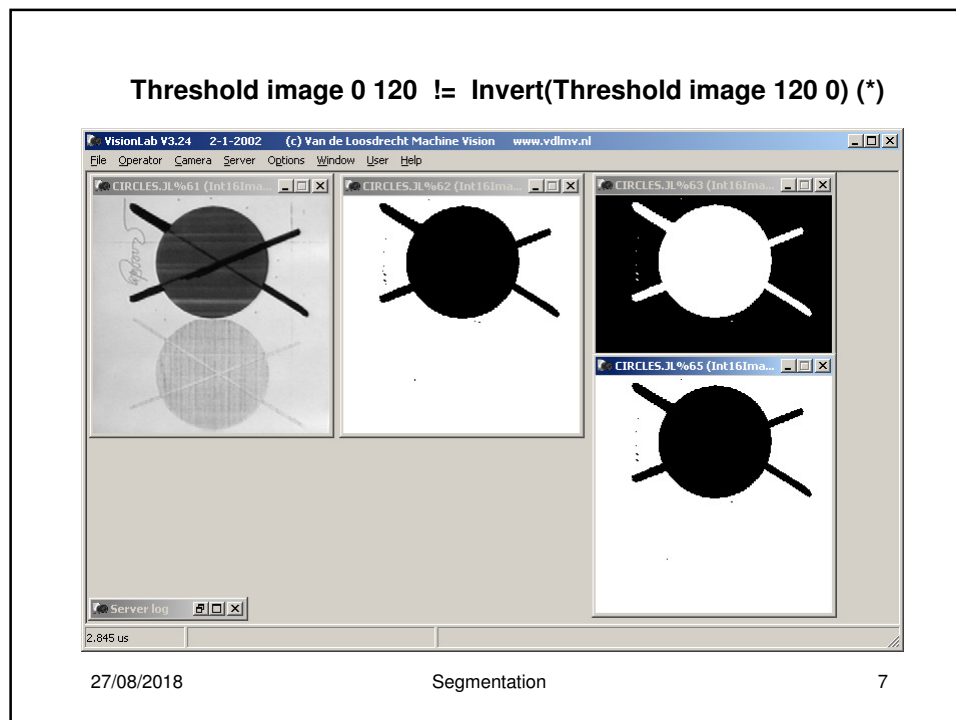 Threshold image 0 120 != Invert(Threshold image 120 0) (*)
VisionLab V3.24 2-1-2002 (c) Van de Loosdrecht Machine Vision www.vdlmv.nl
File Operator Camera Server Options Window User Help
CIRCLES.JL%61 (Int16Ima...
CIRCLES.JL%62 (Int16Ima...
CIRCLES.JL%63 (Int16Ima...
CIRCLES.JL%65 (Int16Ima...
Server log
2.845 us
27/08/2018 Segmentation 7